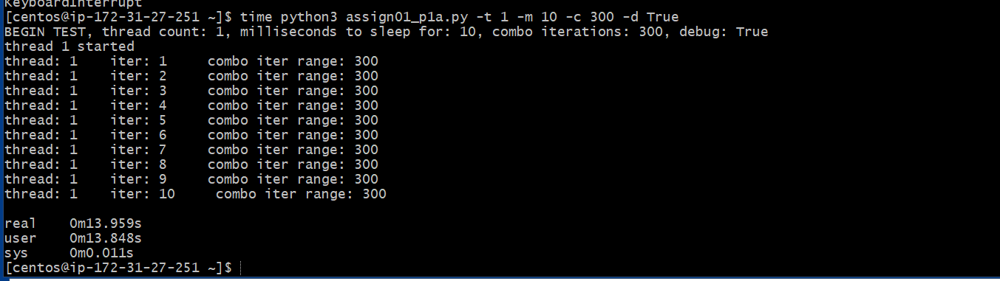 KeyboardInterrupt
[centos@ip-172-31-27-251 ~]$ time python3 assign01_p1a.py -t 1 -m 10 -c 300 -d True
BEGIN TEST, thread count: 1, milliseconds to sleep for: 10, combo iterations: 300, debug: True
thread 1 started
thread: 1    iter: 1     combo iter range: 300
thread: 1    iter: 2     combo iter range: 300
thread: 1    iter: 3     combo iter range: 300
thread: 1    iter: 4     combo iter range: 300
thread: 1    iter: 5     combo iter range: 300
thread: 1    iter: 6     combo iter range: 300
thread: 1    iter: 7     combo iter range: 300
thread: 1    iter: 8     combo iter range: 300
thread: 1    iter: 9     combo iter range: 300
thread: 1    iter: 10     combo iter range: 300
real    0m13.959s
user    0m13.848s
sys     0m0.011s
[centos@ip-172-31-27-251 ~]$